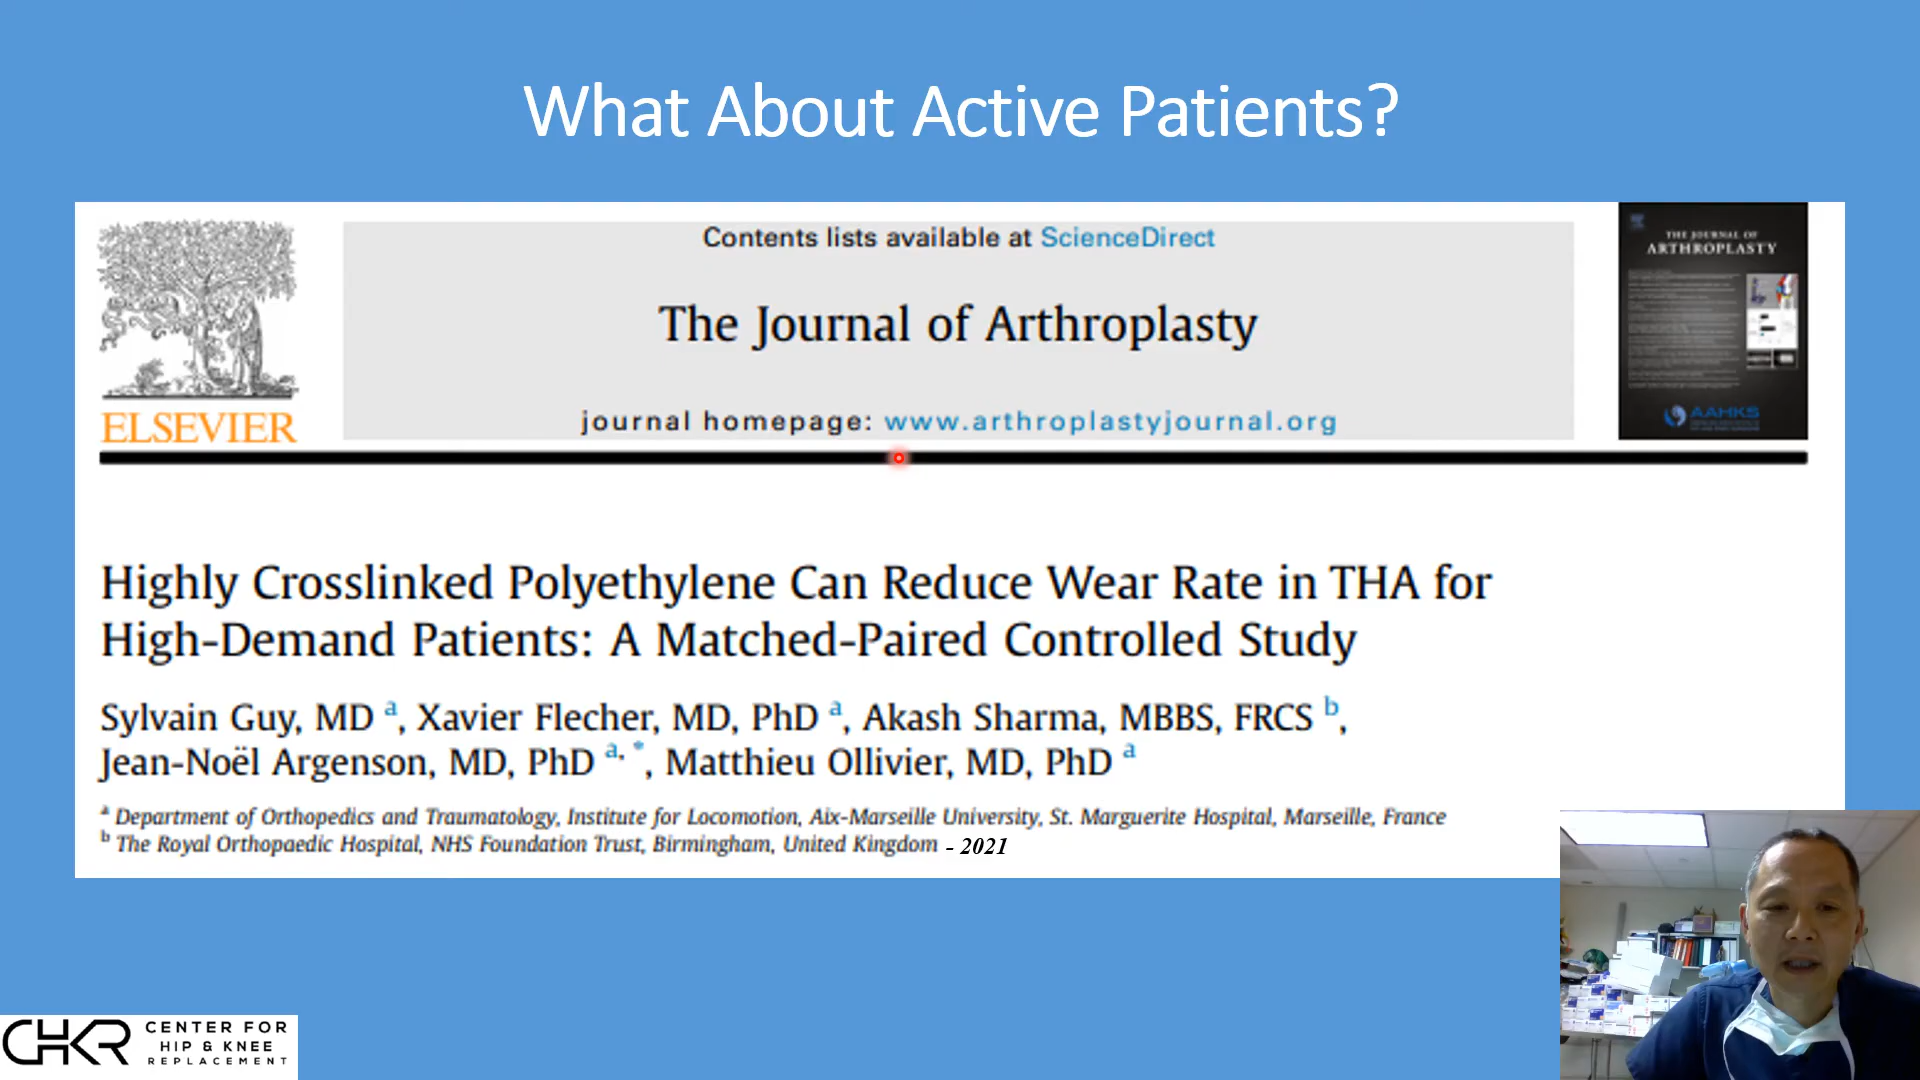 What About Active Patients?
ELSEVIER
Contents lists available at ScienceDirect
The Journal of Arthroplasty
journal homepage: www.arthroplastyjournal.org
THE JOURNAL OF
ARTHROPLASTY
AAHKS
Highly Crosslinked Polyethylene Can Reduce Wear Rate in THA for
High-Demand Patients: A Matched-Paired Controlled Study
Sylvain Guy, MD a, Xavier Flecher, MD, PhD a, Akash Sharma, MBBS, FRCS b,
Jean-Noël Argenson, MD, PhD a, *, Matthieu Ollivier, MD, PhD a
a Department of Orthopedics and Traumatology, Institute for Locomotion, Aix-Marseille University, St. Marguerite Hospital, Marseille, France
b The Royal Orthopaedic Hospital, NHS Foundation Trust, Birmingham, United Kingdom - 2021
CHKR
CENTER FOR
HIP & KNEE
REPLACEMENT